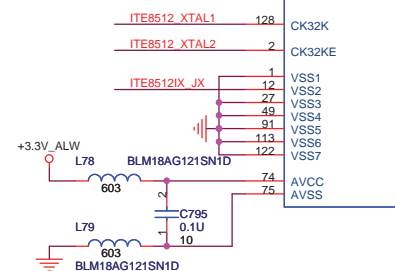 ITE8512_XTAL1 128 CK32K
ITE8512_XTAL2 2 CK32KE
1 VSS1
ITE8512IX_JX 12 VSS2
27 VSS3
49 VSS4
91 VSS5
113 VSS6
122 VSS7
+3.3V_ALW
L78 BLM18AG121SN1D
603
74 AVCC
75 AVSS
2
C795
0.1U
1
10
L79
603
BLM18AG121SN1D